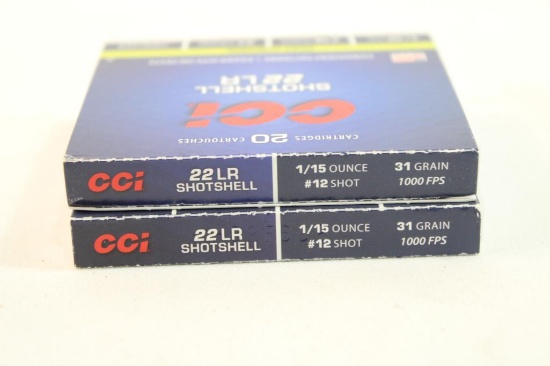 22 LR
SHOTSHELL
CCI
CARTRIDGES 20 CARTOUCHES
CCI
22 LR
SHOTSHELL
1/15 OUNCE
#12 SHOT
31 GRAIN
1000 FPS
CCI
22 LR
SHOTSHELL
1/15 OUNCE
#12 SHOT
31 GRAIN
1000 FPS